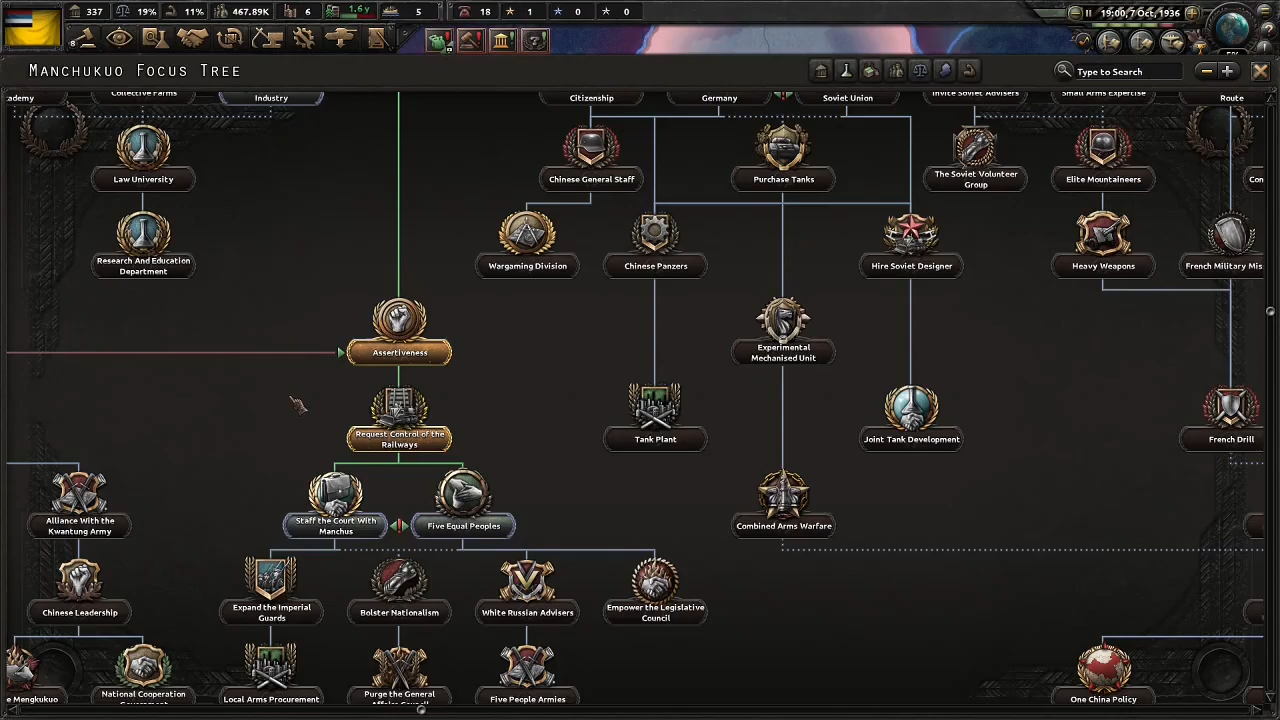 337 19% 11% 467.89K 6 1.6y 5 18 1 0 0
19:00, 7 Oct, 1936
8
MANCHUKUO FOCUS TREE
Type to Search
Collective Farms
Industry
Citizenship
Germany
Soviet Union
Invite Soviet Advisers
Small Arms Expertise
Route
Law University
Chinese General Staff
Purchase Tanks
The Soviet Volunteer
Group
Elite Mountaineers
Research And Education
Department
Wargaming Division
Chinese Panzers
Hire Soviet Designer
Heavy Weapons
French Military Mis
Assertiveness
Experimental
Mechanised Unit
Request Control of the
Railways
Tank Plant
Joint Tank Development
French Drill
Alliance With the
Kwantung Army
Staff the Court With
Manchus
Five Equal Peoples
Combined Arms Warfare
Chinese Leadership
Expand the Imperial
Guards
Bolster Nationalism
White Russian Advisers
Empower the Legislative
Council
e Mengkukuo
National Cooperation
Government
Local Arms Procurement
Purge the General
Affairs Council
Five People Armies
One China Policy